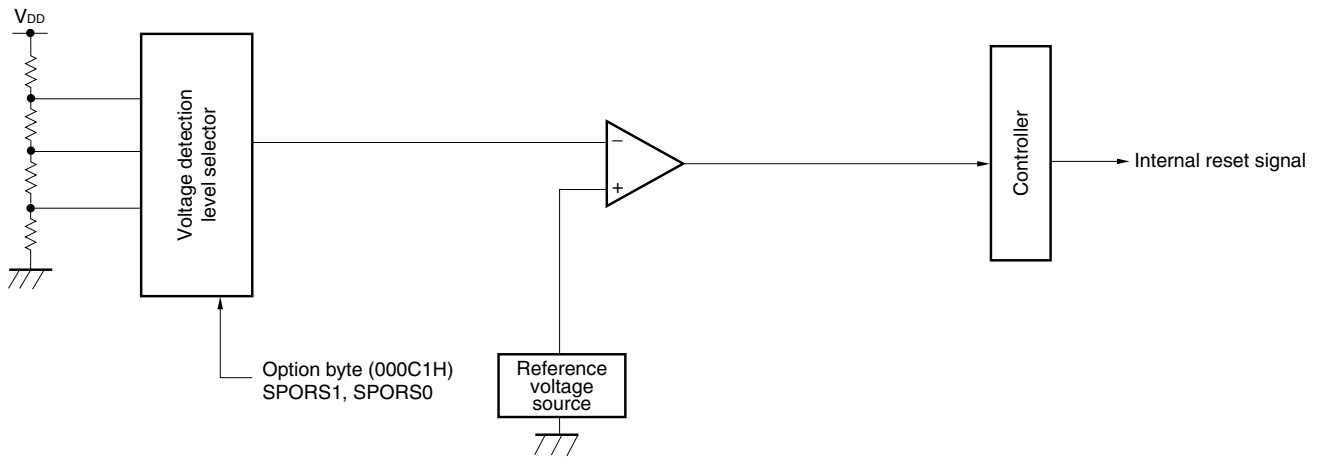 VDD
Voltage detection
level selector
−
+
Controller
Internal reset signal
Option byte (000C1H)
SPORS1, SPORS0
Reference
voltage
source